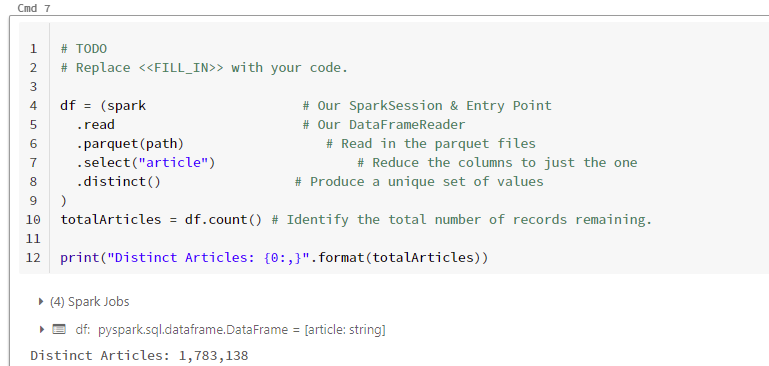 Cmd 7
1 # TODO
2 # Replace <<FILL_IN>> with your code.
3
4 df = (spark # Our SparkSession & Entry Point
5 .read # Our DataFrameReader
6 .parquet(path) # Read in the parquet files
7 .select("article") # Reduce the columns to just the one
8 .distinct() # Produce a unique set of values
9 )
10 totalArticles = df.count() # Identify the total number of records remaining.
11
12 print("Distinct Articles: {0:,}".format(totalArticles))
(4) Spark Jobs
df: pyspark.sql.dataframe.DataFrame = [article: string]
Distinct Articles: 1,783,138